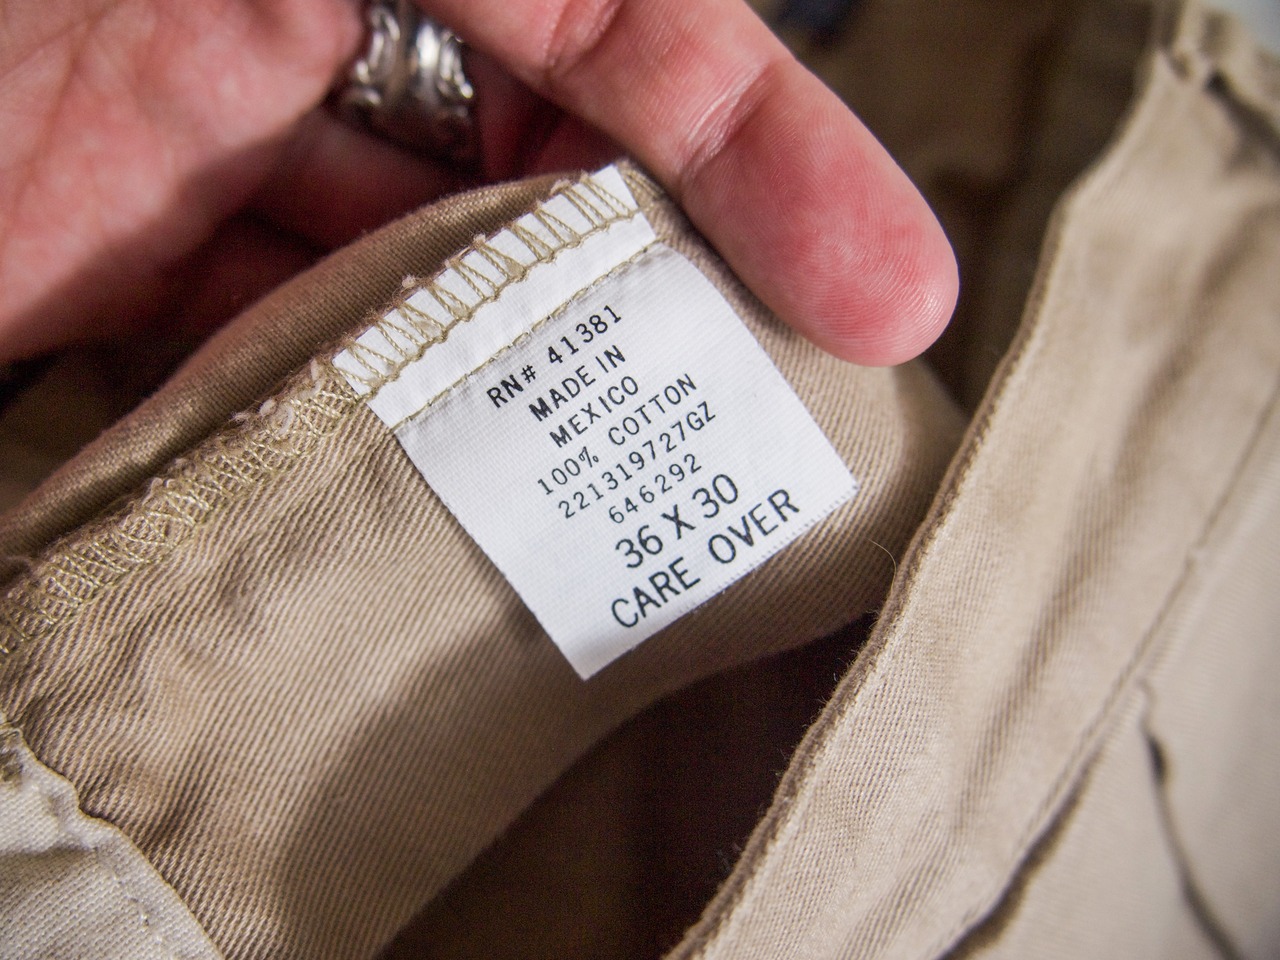 RN# 41381
MADE IN
MEXICO
100% COTTON
221319727GZ
646292
36 X 30
CARE OVER